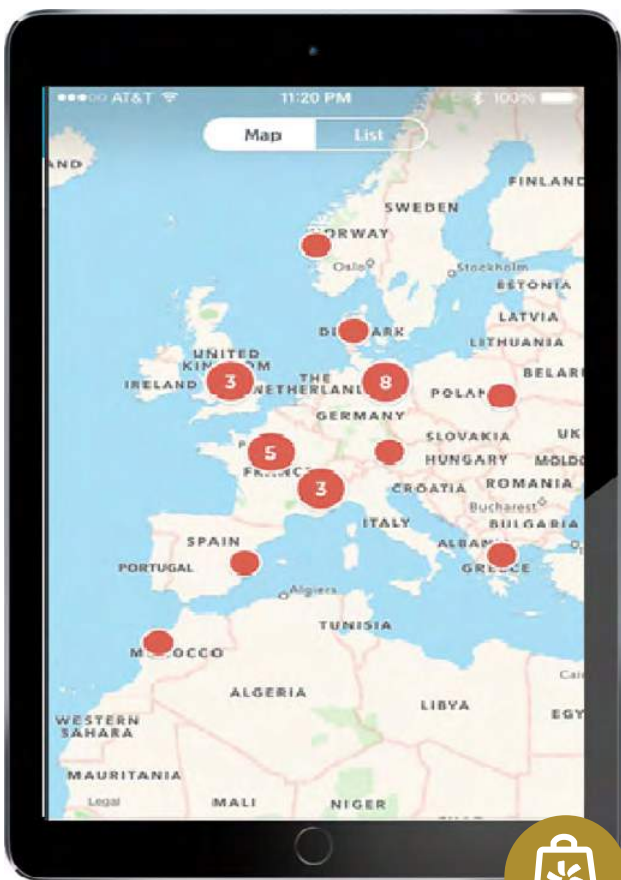 AT&T 11:20 PM 100%
Map List
FINLAND
SWEDEN
Oslo
Stockholm
ESTONIA
LATVIA
LITHUANIA
UNITED
IRELAND 3 THE 8
GERMANY
SLOVAKIA
5 HUNGARY
3 CROATIA ROMANIA
Bucharest
ITALY BULGARIA
SPAIN
PORTUGAL
Algiers
TUNISIA
ALGERIA
LIBYA
WESTERN
SAHARA
MAURITANIA
Legal MALI NIGER